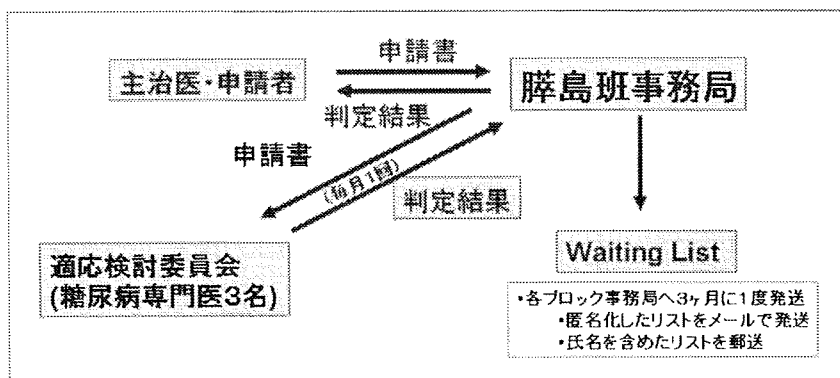 申請書
主治医・申請者
膵島班事務局
判定結果
申請書
(毎月1回)
判定結果
適応検討委員会
(糖尿病専門医3名)
Waiting List
・各ブロック事務局へ3ヶ月に1度発送
・匿名化したリストをメールで発送
・氏名を含めたリストを郵送